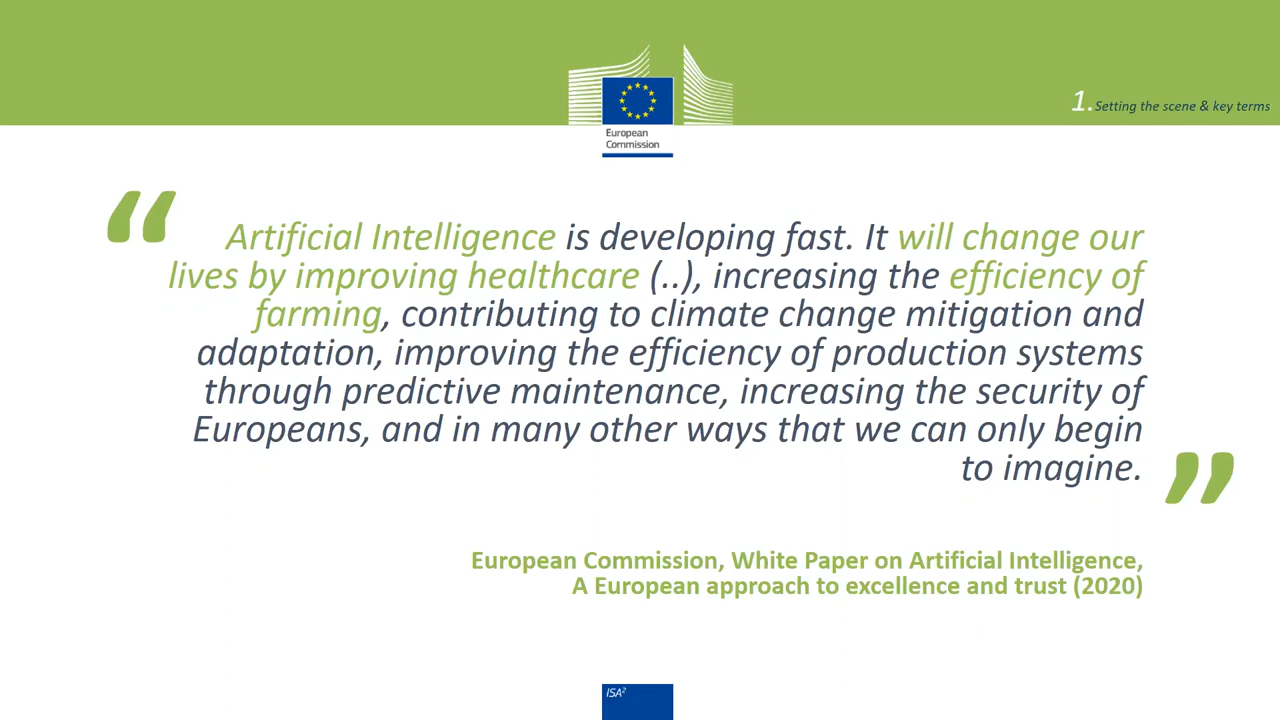 1. Setting the scene & key terms
European
Commission
“
Artificial Intelligence is developing fast. It will change our
lives by improving healthcare (..), increasing the efficiency of
farming, contributing to climate change mitigation and
adaptation, improving the efficiency of production systems
through predictive maintenance, increasing the security of
Europeans, and in many other ways that we can only begin
to imagine.
”
European Commission, White Paper on Artificial Intelligence,
A European approach to excellence and trust (2020)
ISA²